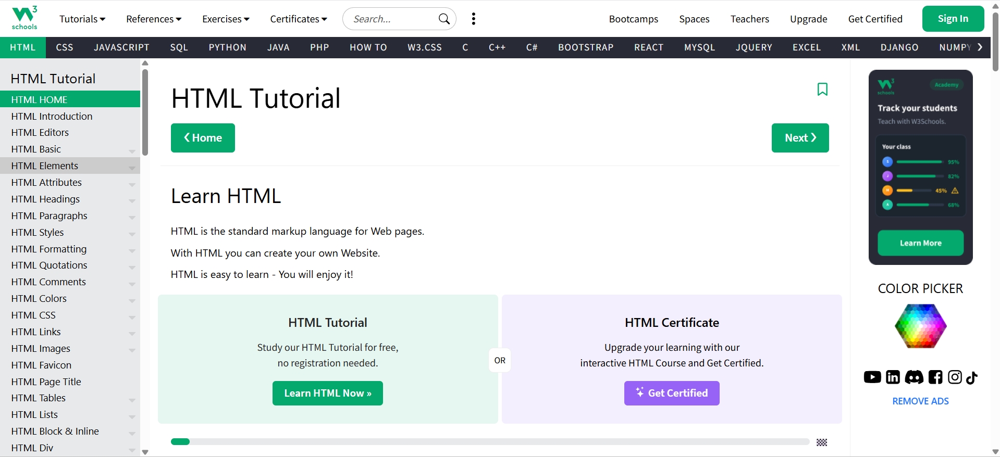 3
schools
Tutorials
References
Exercises
Certificates
Search...
Bootcamps
Spaces
Teachers
Upgrade
Get Certified
Sign In
HTML
CSS
JAVASCRIPT
SQL
PYTHON
JAVA
PHP
HOW TO
W3.CSS
C
C++
C#
BOOTSTRAP
REACT
MYSQL
JQUERY
EXCEL
XML
DJANGO
NUMPY
HTML Tutorial
HTML HOME
HTML Introduction
HTML Editors
HTML Basic
HTML Elements
HTML Attributes
HTML Headings
HTML Paragraphs
HTML Styles
HTML Formatting
HTML Quotations
HTML Comments
HTML Colors
HTML CSS
HTML Links
HTML Images
HTML Favicon
HTML Page Title
HTML Tables
HTML Lists
HTML Block & Inline
HTML Div
HTML Tutorial
❮ Home
Next ❯
Learn HTML
HTML is the standard markup language for Web pages.
With HTML you can create your own Website.
HTML is easy to learn - You will enjoy it!
HTML Tutorial
Study our HTML Tutorial for free,
no registration needed.
Learn HTML Now »
OR
HTML Certificate
Upgrade your learning with our
interactive HTML Course and Get Certified.
Get Certified
3
schools
Academy
Track your students
Teach with W3Schools.
Your class
S
95%
J
82%
M
45%
A
68%
Learn More
COLOR PICKER
REMOVE ADS